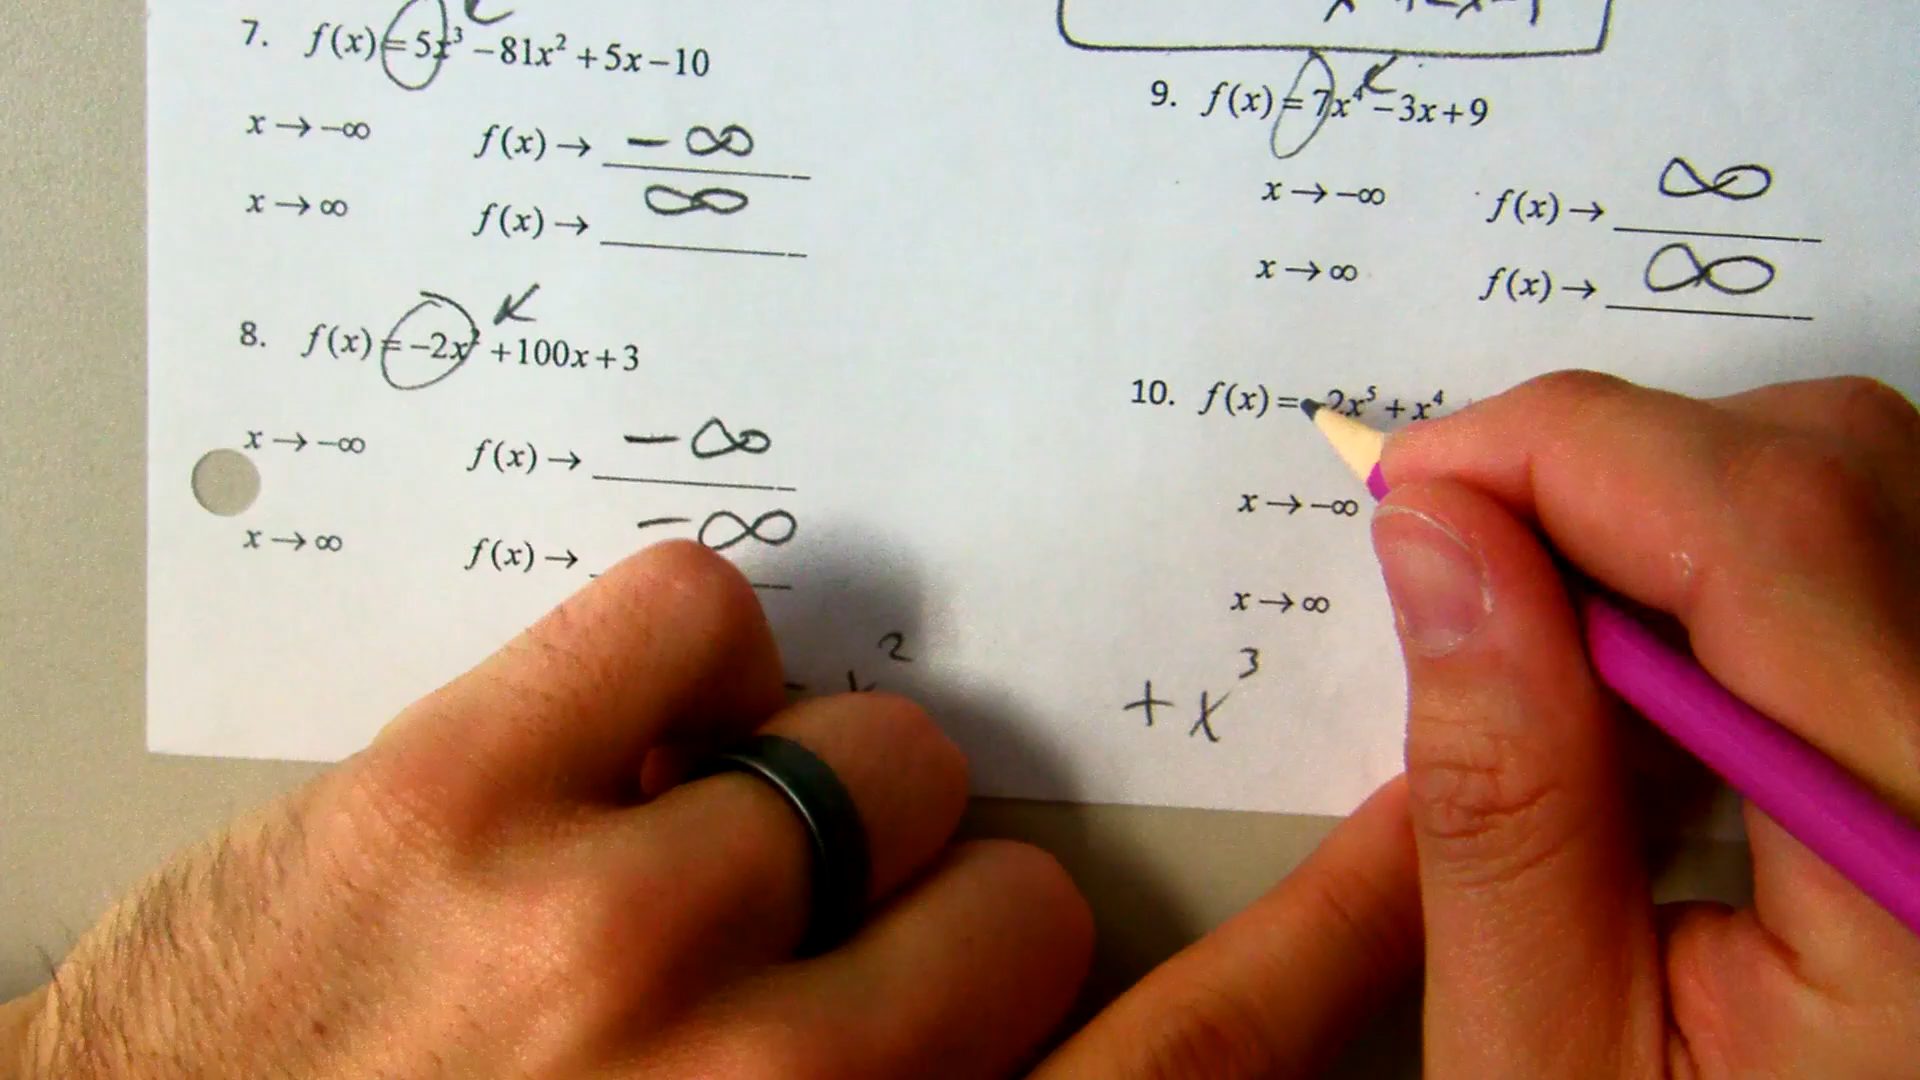 7. f(x)=5x³−81x²+5x−10
x→−∞ f(x)→ −∞
x→∞ f(x)→ ∞
8. f(x)=−2x² +100x+3
x→−∞ f(x)→ −∞
x→∞ f(x)→ −∞
9. f(x)=7x⁴−3x+9
x→−∞ f(x)→ ∞
x→∞ f(x)→ ∞
10. f(x)=−2x⁵+x⁴
x→−∞
x→∞
+x³